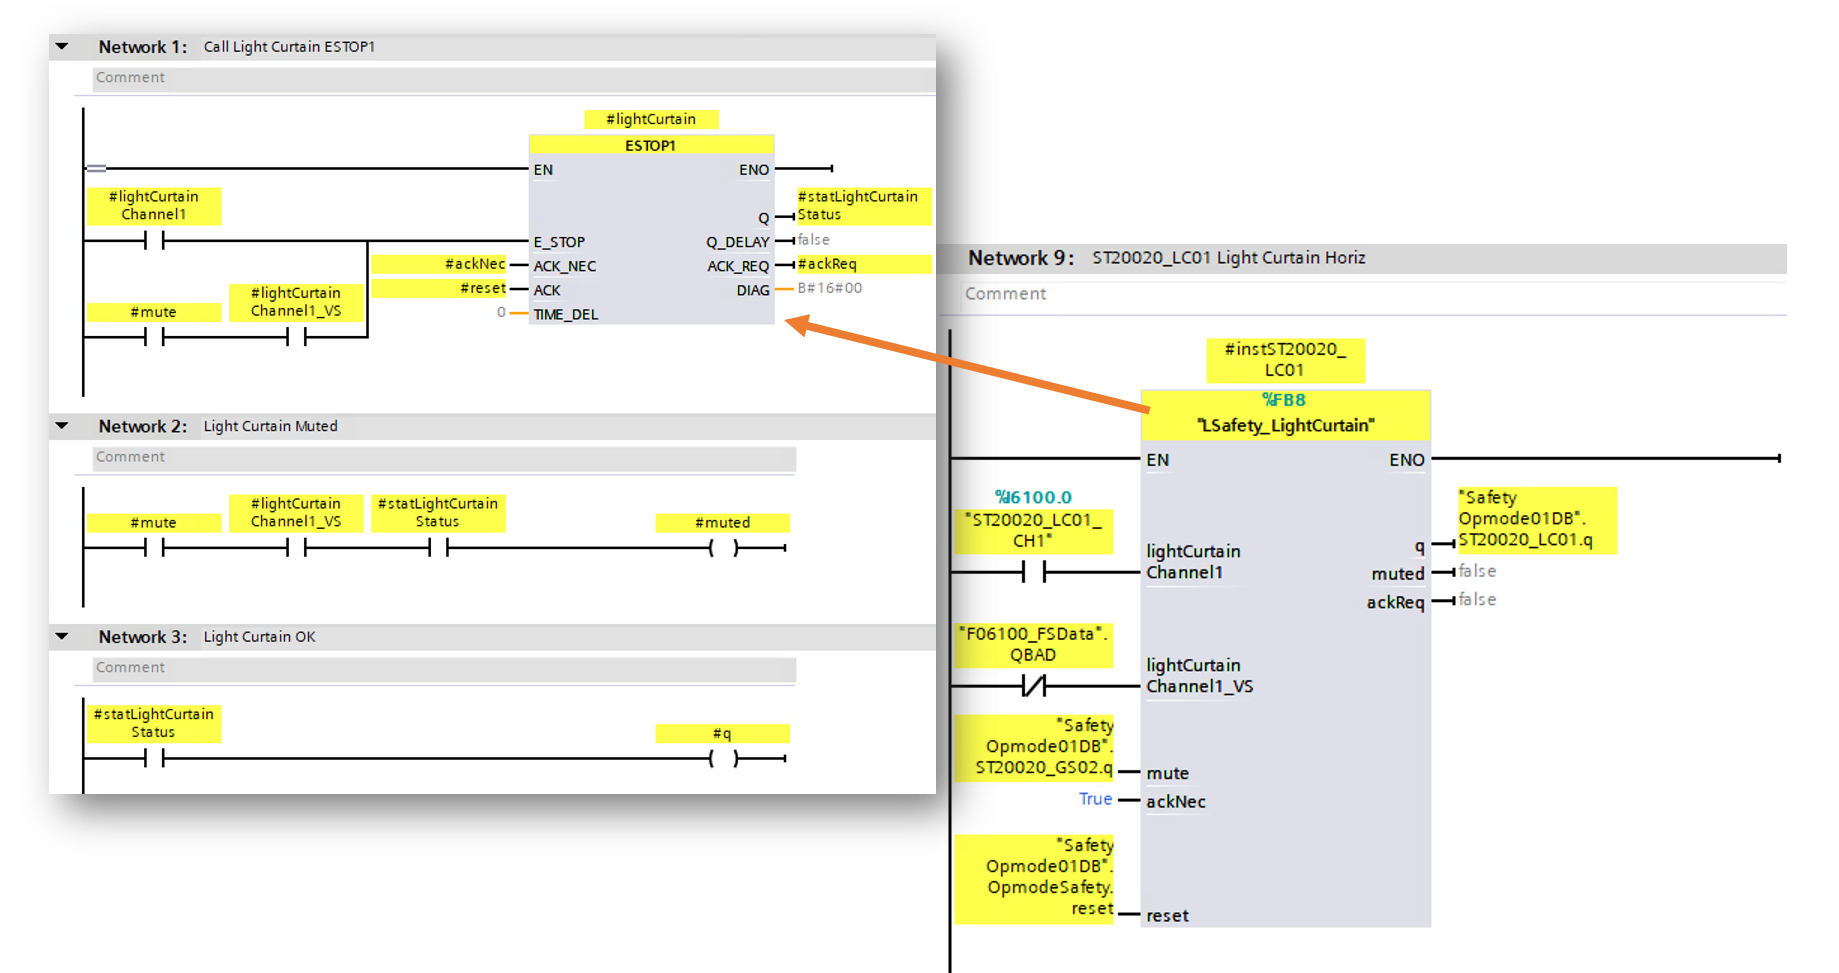 Network 1: Call Light Curtain ESTOP1
Comment
#lightCurtain
ESTOP1
EN ENO
#lightCurtain
Channel1
#statLightCurtain
Status
Q
E_STOP Q_DELAY false
#ackNec ACK_NEC ACK_REQ #ackReq
#reset ACK DIAG B#16#00
0 TIME_DEL
#mute
#lightCurtain
Channel1_VS
Network 2: Light Curtain Muted
Comment
#mute
#lightCurtain
Channel1_VS
#statLightCurtain
Status
#muted
Network 3: Light Curtain OK
Comment
#statLightCurtain
Status
#q
Network 9: ST20020_LC01 Light Curtain Horiz
Comment
#instST20020_
LC01
%FB8
"LSafety_LightCurtain"
EN ENO
%I6100.0
"ST20020_LC01_
CH1"
lightCurtain
Channel1
"Safety
Opmode01DB".
ST20020_LC01.q
q
muted false
ackReq false
"F06100_FSData".
QBAD
lightCurtain
Channel1_VS
"Safety
Opmode01DB".
ST20020_GS02.q
mute
True ackNec
"Safety
Opmode01DB".
OpmodeSafety.
reset
reset